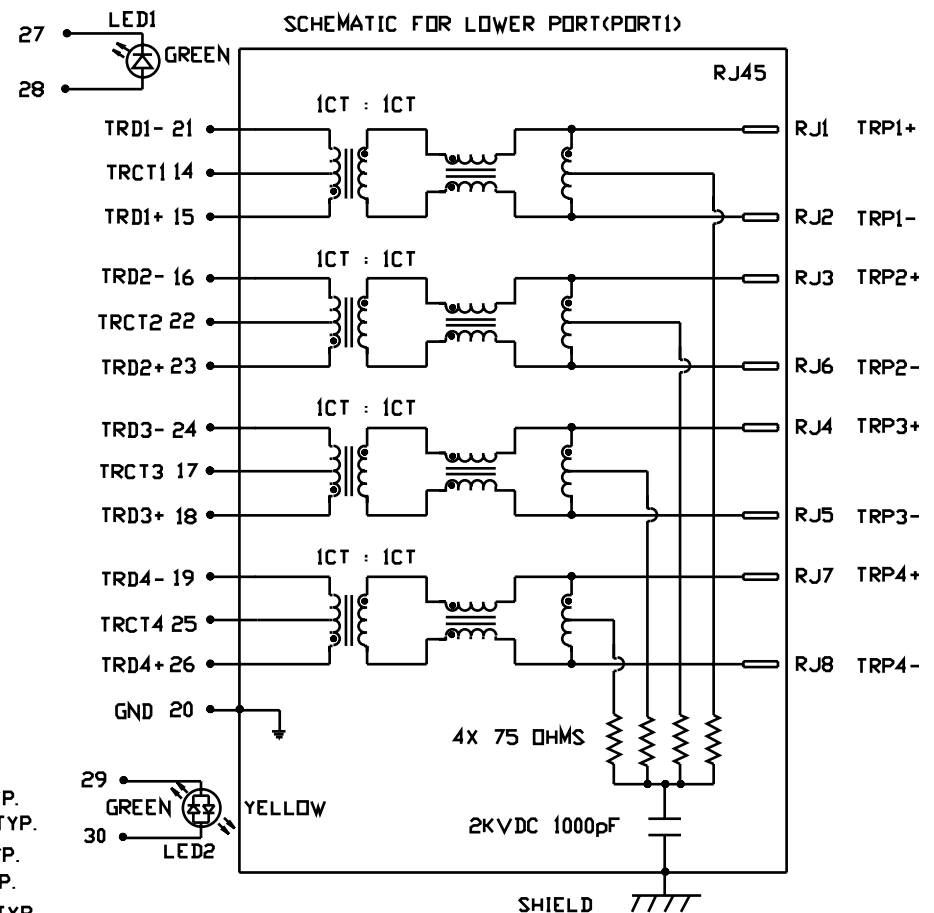 LED1
SCHEMATIC FOR LOWER PORT(PORT1)
27
GREEN
28
RJ45
1CT : 1CT
TRD1- 21
RJ1 TRP1+
TRCT1 14
TRD1+ 15
RJ2 TRP1-
1CT : 1CT
TRD2- 16
RJ3 TRP2+
TRCT2 22
TRD2+ 23
RJ6 TRP2-
1CT : 1CT
TRD3- 24
RJ4 TRP3+
TRCT3 17
TRD3+ 18
RJ5 TRP3-
1CT : 1CT
TRD4- 19
RJ7 TRP4+
TRCT4 25
TRD4+ 26
RJ8 TRP4-
GND 20
4X 75 OHMS
29
GREEN
YELLOW
30
LED2
2KVDC 1000pF
SHIELD
TYP.